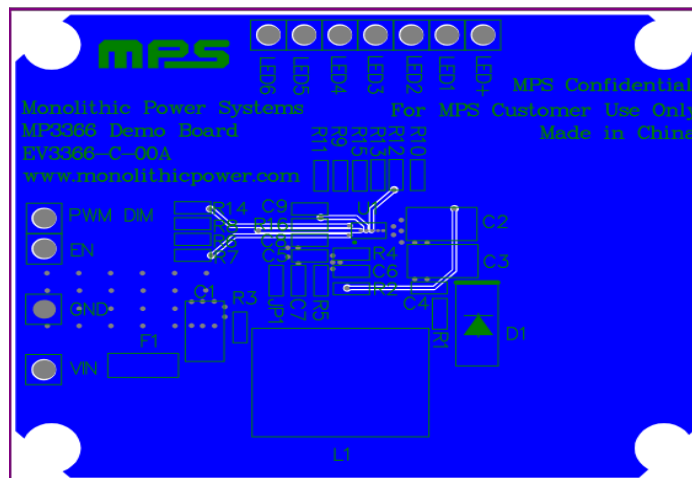 MPS
LED6 LED5 LED4 LED3 LED2 LED1 LED+
MPS Confidential
For MPS Customer Use Only
Made in China
Monolithic Power Systems
MP3366 Demo Board
EV3366-C-00A
www.monolithicpower.com
R11 R9 R15 R13 R12 R10
PWM DIM
EN
GND
VIN
R14
R6
R7
C9
R16
C8
C5
C2
C3
R4
C6
R2
C4
C1
R3
JP1
C7
R5
R1
D1
F1
L1